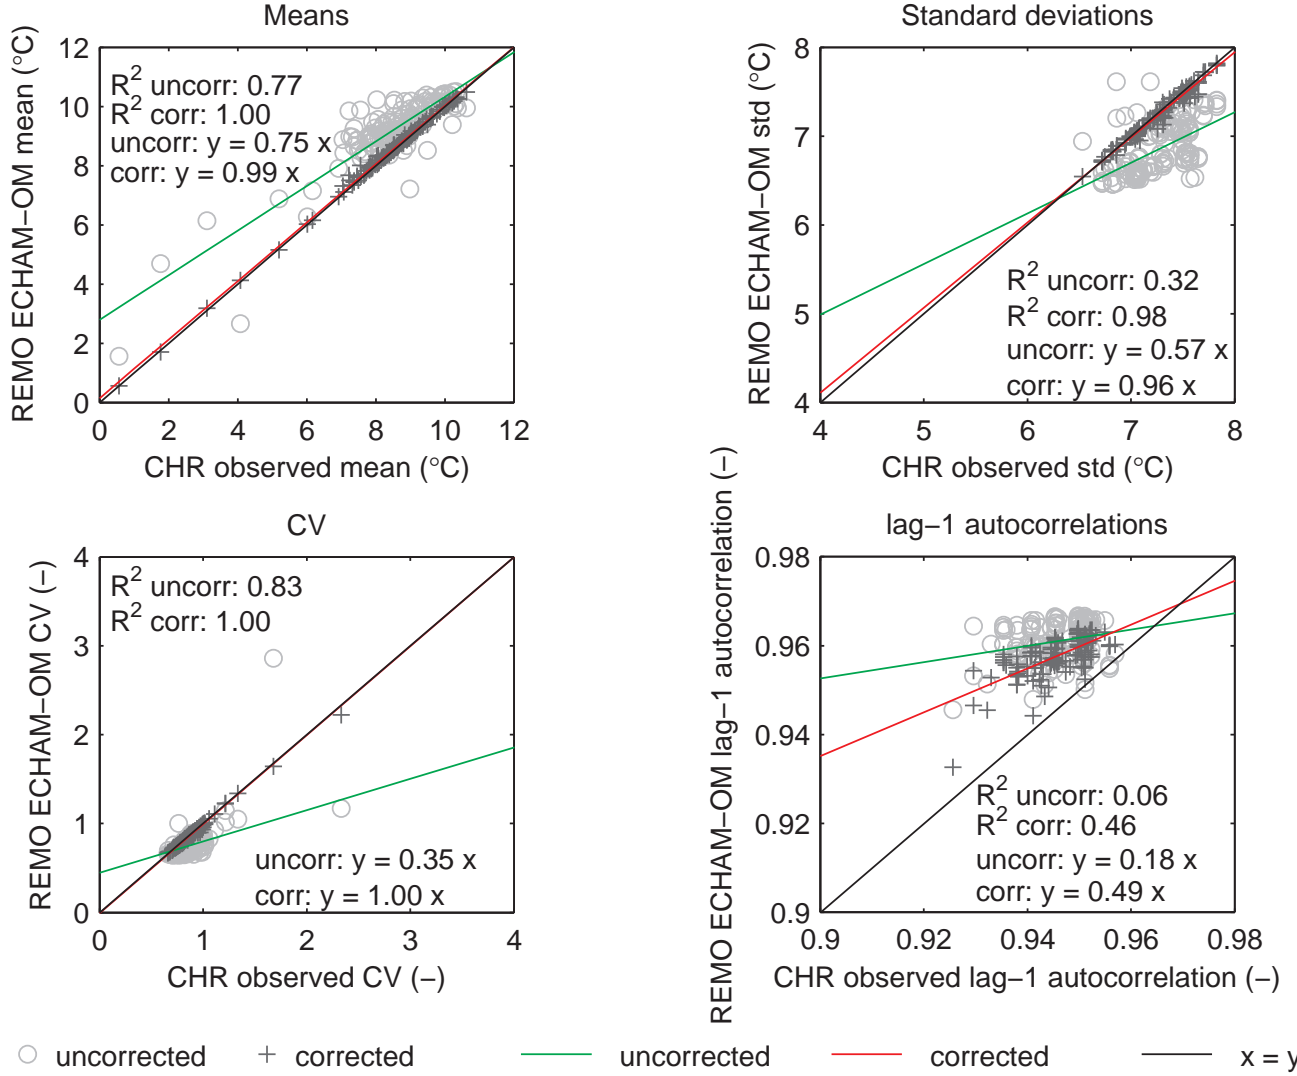 Means
REMO ECHAM–OM mean (°C)
12
10
8
6
4
2
0
R2 uncorr: 0.77
R2 corr: 1.00
uncorr: y = 0.75 x
corr: y = 0.99 x
0 2 4 6 8 10 12
CHR observed mean (°C)
Standard deviations
REMO ECHAM–OM std (°C)
8
7
6
5
4
R2 uncorr: 0.32
R2 corr: 0.98
uncorr: y = 0.57 x
corr: y = 0.96 x
4 5 6 7 8
CHR observed std (°C)
CV
REMO ECHAM–OM CV (–)
4
3
2
1
0
R2 uncorr: 0.83
R2 corr: 1.00
uncorr: y = 0.35 x
corr: y = 1.00 x
0 1 2 3 4
CHR observed CV (–)
lag–1 autocorrelations
REMO ECHAM–OM lag–1 autocorrelation (–)
0.98
0.96
0.94
0.92
0.9
R2 uncorr: 0.06
R2 corr: 0.46
uncorr: y = 0.18 x
corr: y = 0.49 x
0.9 0.92 0.94 0.96 0.98
CHR observed lag–1 autocorrelation (–)
uncorrected corrected uncorrected corrected x = y